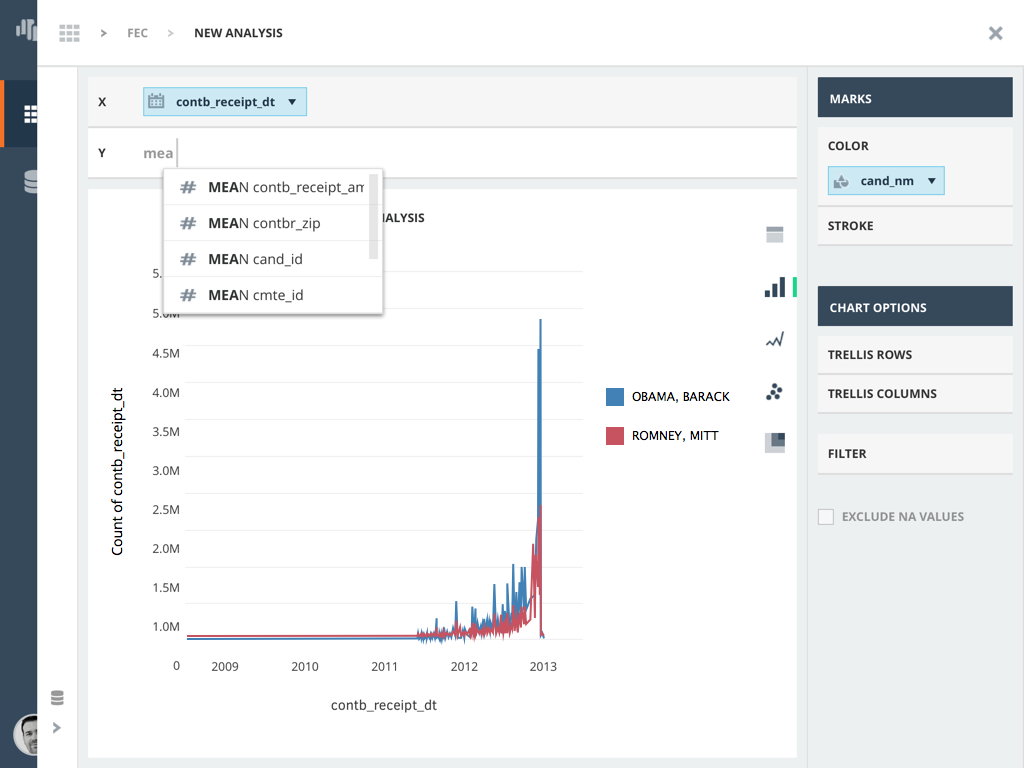 > FEC > NEW ANALYSIS
X contb_receipt_dt
Y mea
# MEAN contb_receipt_am
# MEAN contbr_zip
# MEAN cand_id
# MEAN cmte_id
ALYSIS
5.
5.0M
4.5M
4.0M
3.5M
3.0M
2.5M
2.0M
1.5M
1.0M
0
Count of contb_receipt_dt
2009 2010 2011 2012 2013
contb_receipt_dt
OBAMA, BARACK
ROMNEY, MITT
MARKS
COLOR
cand_nm
STROKE
CHART OPTIONS
TRELLIS ROWS
TRELLIS COLUMNS
FILTER
EXCLUDE NA VALUES